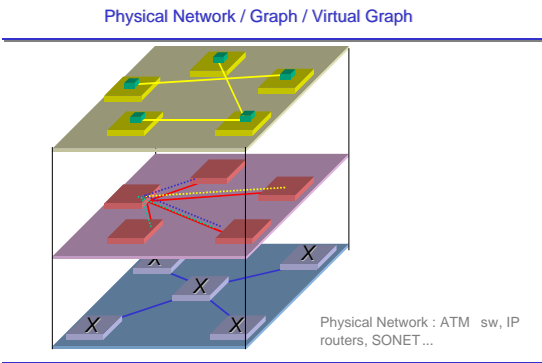 Physical Network / Graph / Virtual Graph
X
X
X
X
X
Physical Network : ATM sw, IP
routers, SONET...